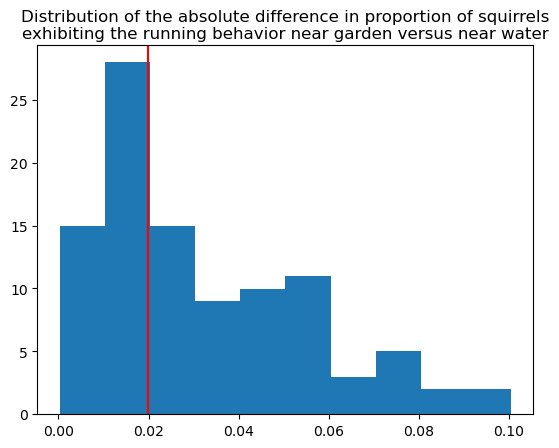 Distribution of the absolute difference in proportion of squirrels
exhibiting the running behavior near garden versus near water
25
20
15
10
5
0
0.00 0.02 0.04 0.06 0.08 0.10